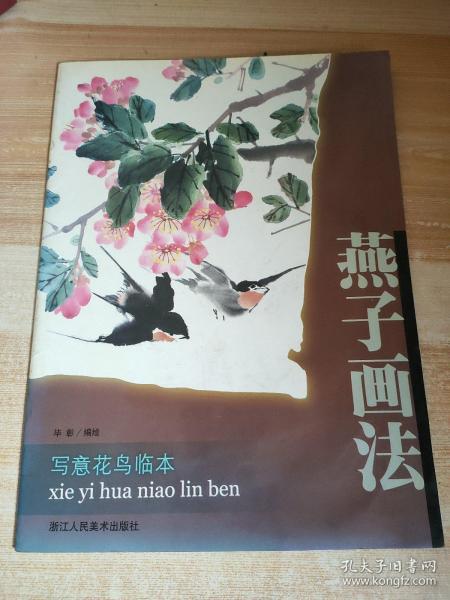 燕子画法
毕彰/编绘
写意花鸟临本
xie yi hua niao lin ben
浙江人民美术出版社
孔夫子旧书网
www.kongfz.com